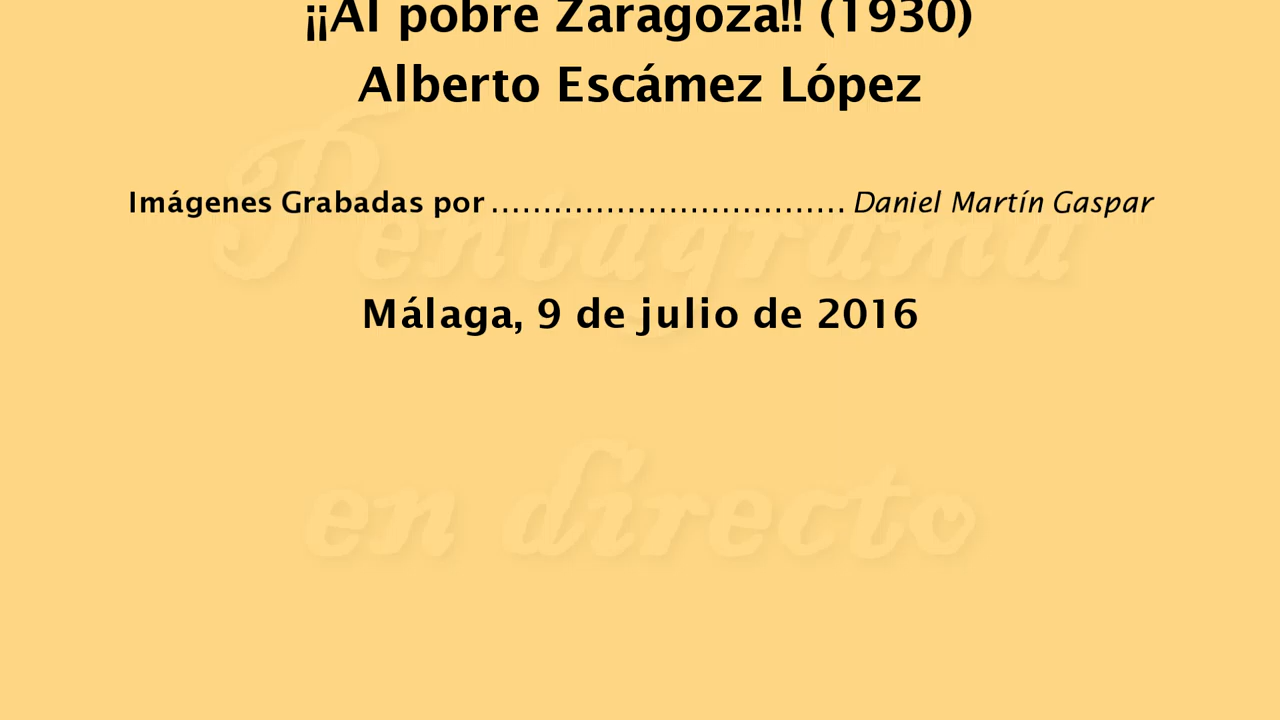 ¡¡Al pobre Zaragoza!! (1930)
Alberto Escámez López
Imágenes Grabadas por .................................. Daniel Martín Gaspar
Pentagrama
Málaga, 9 de julio de 2016
en directo